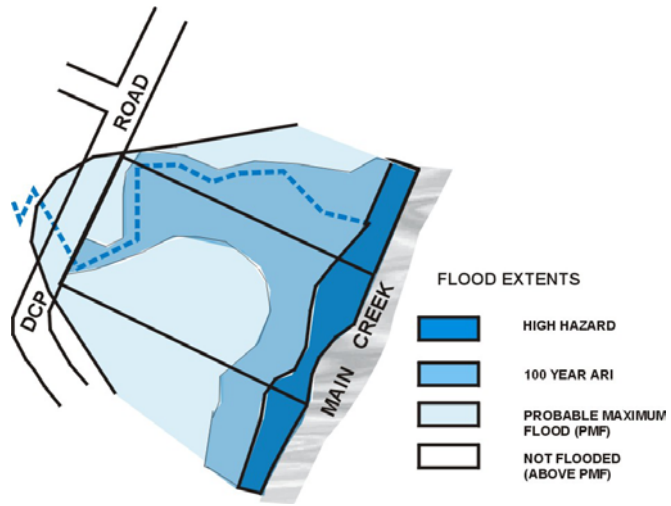 ROAD
DCP
MAIN CREEK
FLOOD EXTENTS
HIGH HAZARD
100 YEAR ARI
PROBABLE MAXIMUM
FLOOD (PMF)
NOT FLOODED
(ABOVE PMF)